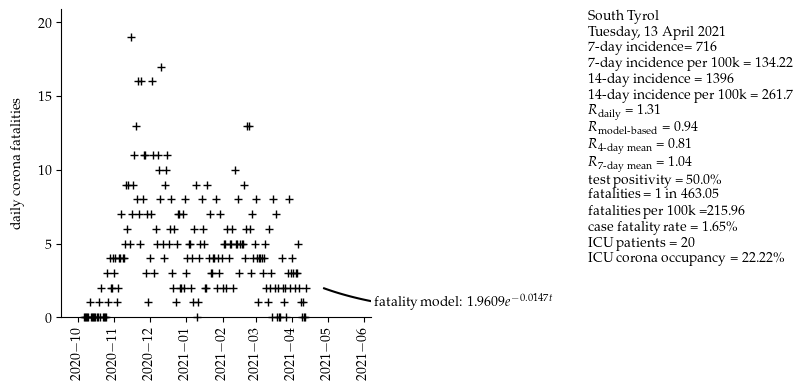 South Tyrol
Tuesday, 13 April 2021
7-day incidence= 716
7-day incidence per 100k = 134.22
14-day incidence = 1396
14-day incidence per 100k = 261.7
R_daily = 1.31
R_model-based = 0.94
R_4-day mean = 0.81
R_7-day mean = 1.04
test positivity = 50.0%
fatalities = 1 in 463.05
fatalities per 100k =215.96
case fatality rate = 1.65%
ICU patients = 20
ICU corona occupancy = 22.22%
daily corona fatalities
20
15
10
5
0
fatality model: 1.9609e^{−0.0147t}
2020−10
2020−11
2020−12
2021−01
2021−02
2021−03
2021−04
2021−05
2021−06